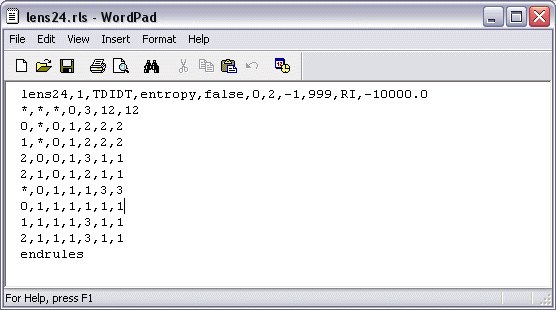 lens24.rls - WordPad
File Edit View Insert Format Help
lens24,1,TDIDT,entropy,false,0,2,-1,999,RI,-10000.0
*,*,*,0,3,12,12
0,*,0,1,2,2,2
1,*,0,1,2,2,2
2,0,0,1,3,1,1
2,1,0,1,2,1,1
*,0,1,1,1,3,3
0,1,1,1,1,1,1
1,1,1,1,3,1,1
2,1,1,1,3,1,1
endrules
For Help, press F1